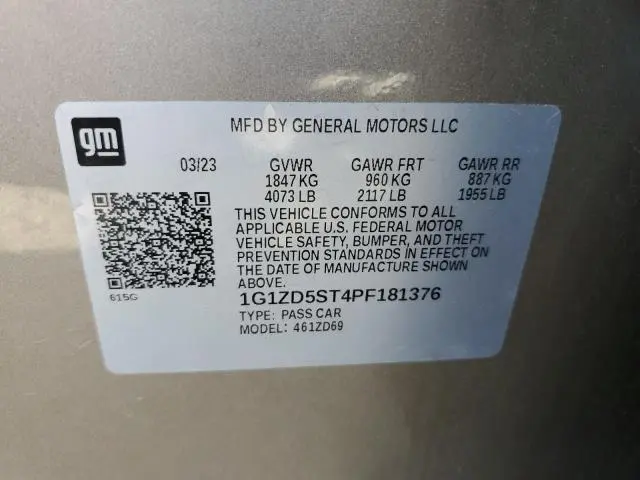 gm
MFD BY GENERAL MOTORS LLC
03/23 GVWR GAWR FRT GAWR RR
1847 KG 960 KG 887 KG
4073 LB 2117 LB 1955 LB
THIS VEHICLE CONFORMS TO ALL
APPLICABLE U.S. FEDERAL MOTOR
VEHICLE SAFETY, BUMPER, AND THEFT
PREVENTION STANDARDS IN EFFECT ON
THE DATE OF MANUFACTURE SHOWN
ABOVE.
615G
1G1ZD5ST4PF181376
TYPE: PASS CAR
MODEL: 461ZD69